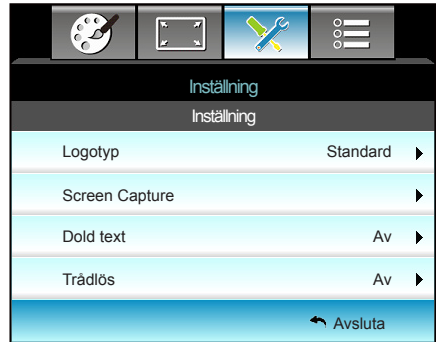 Inställning
Inställning
Logotyp Standard
Screen Capture
Dold text Av
Trådlös Av
Avsluta